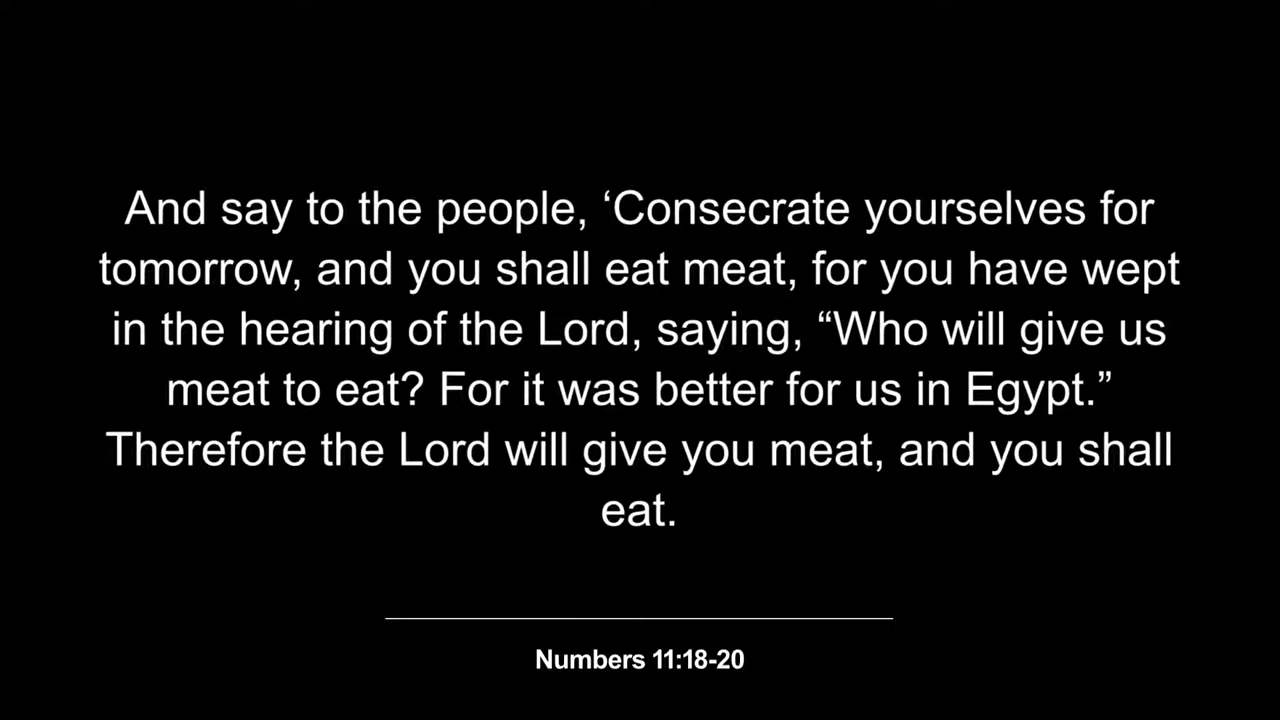 And say to the people, ‘Consecrate yourselves for
tomorrow, and you shall eat meat, for you have wept
in the hearing of the Lord, saying, “Who will give us
meat to eat? For it was better for us in Egypt.”
Therefore the Lord will give you meat, and you shall
eat.
Numbers 11:18-20